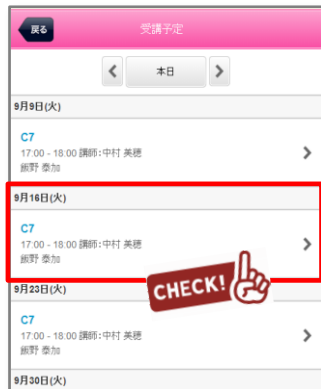 戻る
受講予定
本日
9月9日(火)
C7
17:00 - 18:00 講師:中村 美穂
飯野 泰加
9月16日(火)
C7
17:00 - 18:00 講師:中村 美穂
飯野 泰加
CHECK!
9月23日(火)
C7
17:00 - 18:00 講師:中村 美穂
飯野 泰加
9月30日(火)